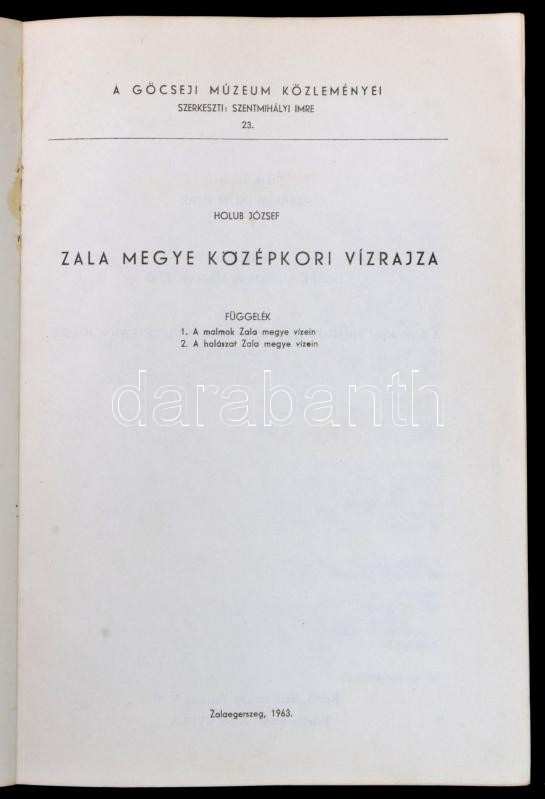 A GÖCSEJI MÚZEUM KÖZLEMÉNYEI
SZERKESZTI: SZENTMIHÁLYI IMRE
23.
HOLUB JÓZSEF
ZALA MEGYE KÖZÉPKORI VÍZRAJZA
FÜGGELÉK
1. A malmok Zala megye vizein
2. A halászat Zala megye vizein
darabanth
Zalaegerszeg, 1963.